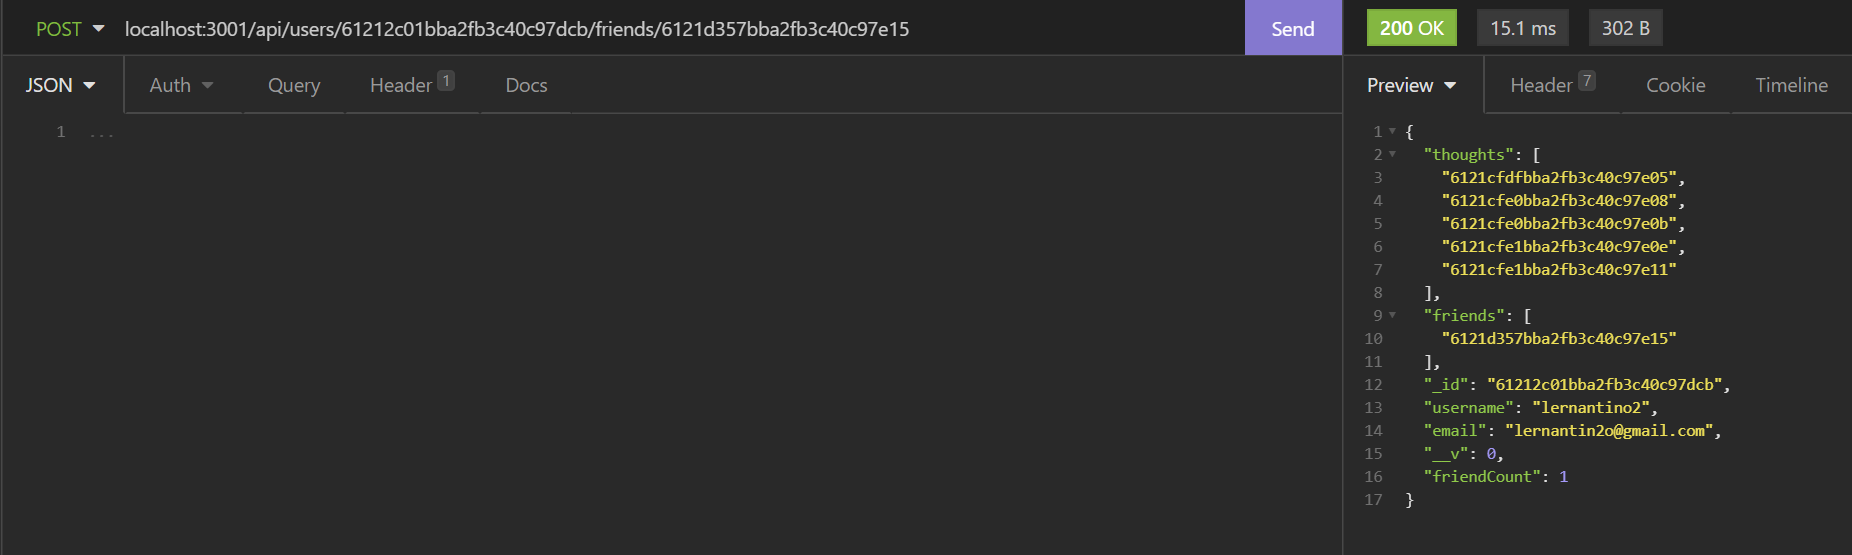 POST localhost:3001/api/users/61212c01bba2fb3c40c97dcb/friends/6121d357bba2fb3c40c97e15 Send 200 OK 15.1 ms 302 B
JSON Auth Query Header 1 Docs Preview Header 7 Cookie Timeline
1 ...
1 {
2 "thoughts": [
3 "6121cfdfbba2fb3c40c97e05",
4 "6121cfe0bba2fb3c40c97e08",
5 "6121cfe0bba2fb3c40c97e0b",
6 "6121cfe1bba2fb3c40c97e0e",
7 "6121cfe1bba2fb3c40c97e11"
8 ],
9 "friends": [
10 "6121d357bba2fb3c40c97e15"
11 ],
12 "_id": "61212c01bba2fb3c40c97dcb",
13 "username": "lernantino2",
14 "email": "lernantin2o@gmail.com",
15 "__v": 0,
16 "friendCount": 1
17 }